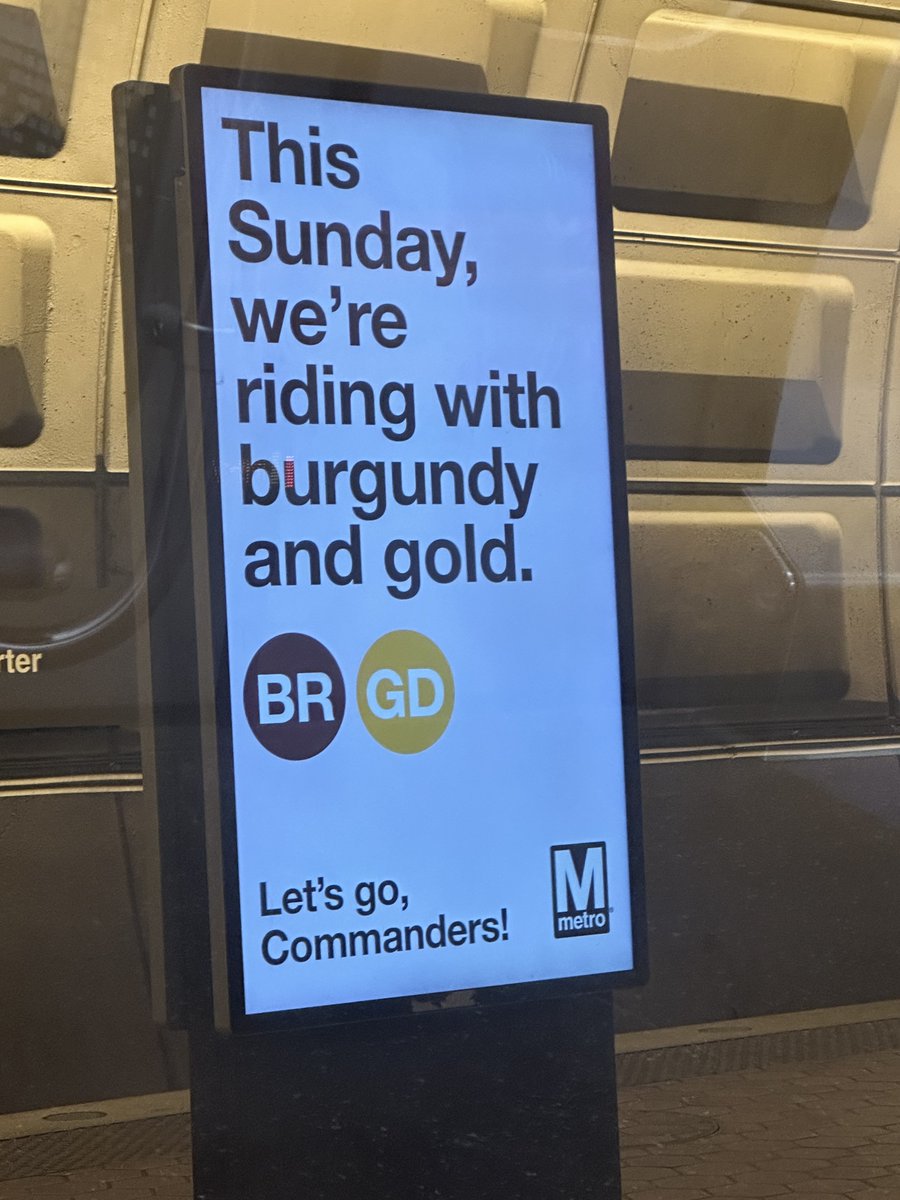 This
Sunday,
we're
riding with
burgundy
and gold.
BR GD
Let's go,
Commanders!
M
metro
rter